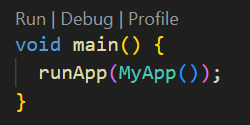 Run | Debug | Profile
void main() {
  runApp(MyApp());
}